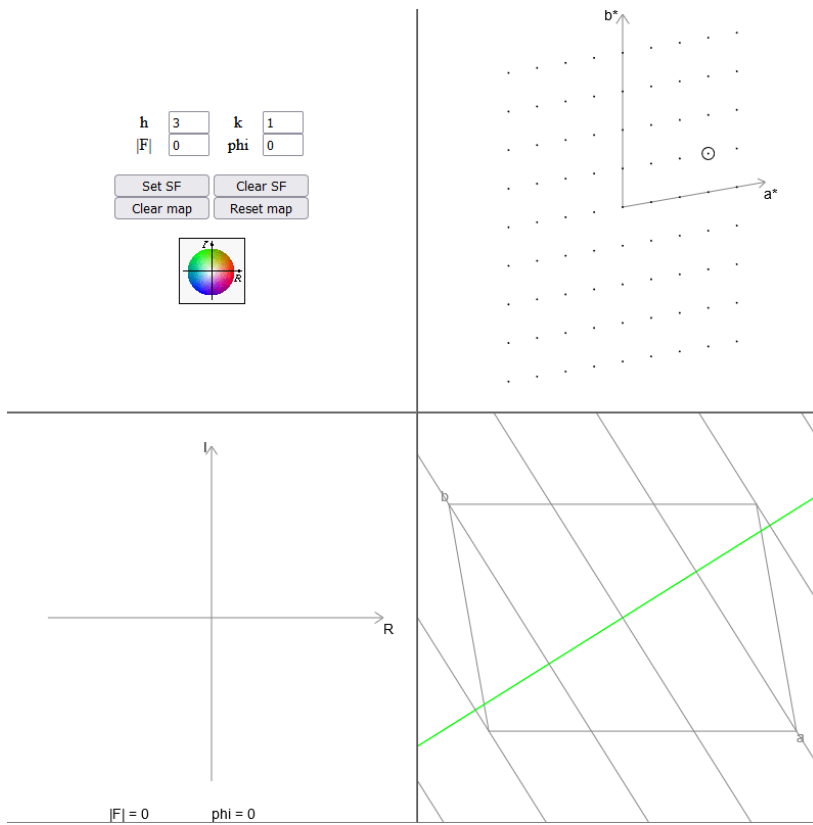 h 3 k 1
|F| 0 phi 0
Set SF Clear SF
Clear map Reset map
I
R
b*
a*
I
R
|F| = 0 phi = 0
b
a